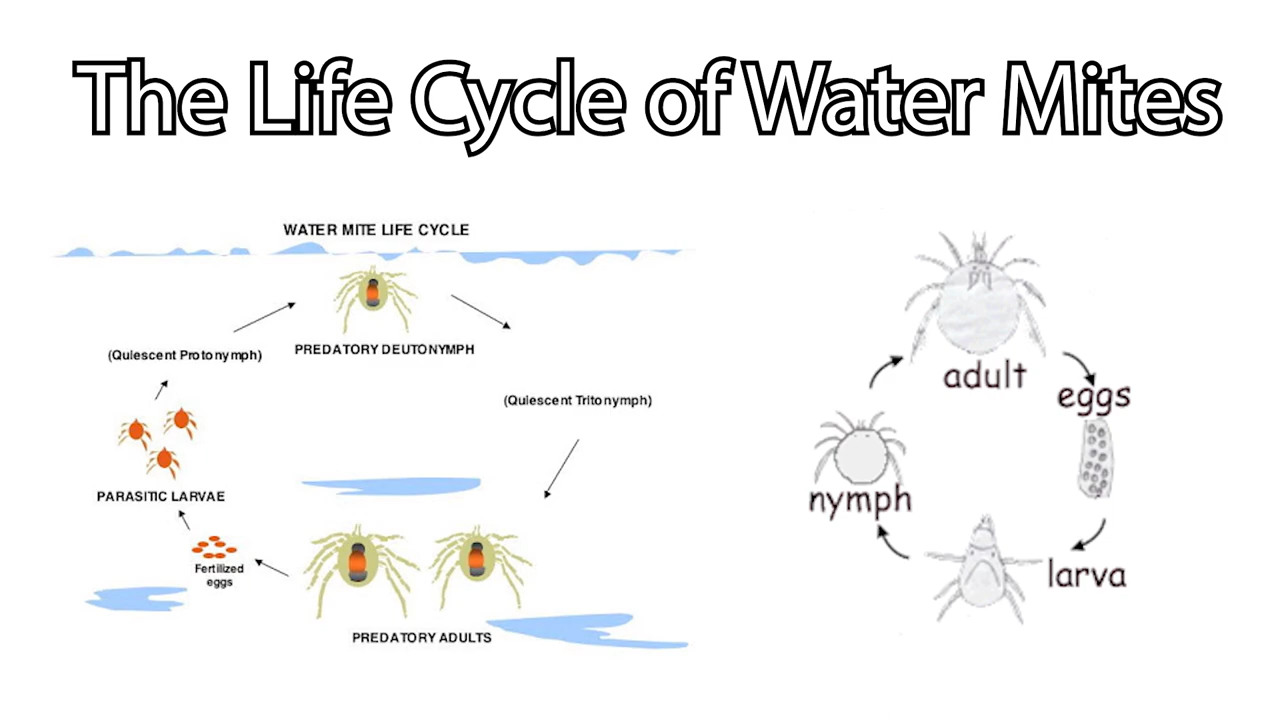 The Life Cycle of Water Mites
WATER MITE LIFE CYCLE
PREDATORY DEUTONYMPH
(Quiescent Protonymph)
(Quiescent Tritonymph)
PARASITIC LARVAE
Fertilized
eggs
PREDATORY ADULTS
adult
eggs
larva
nymph